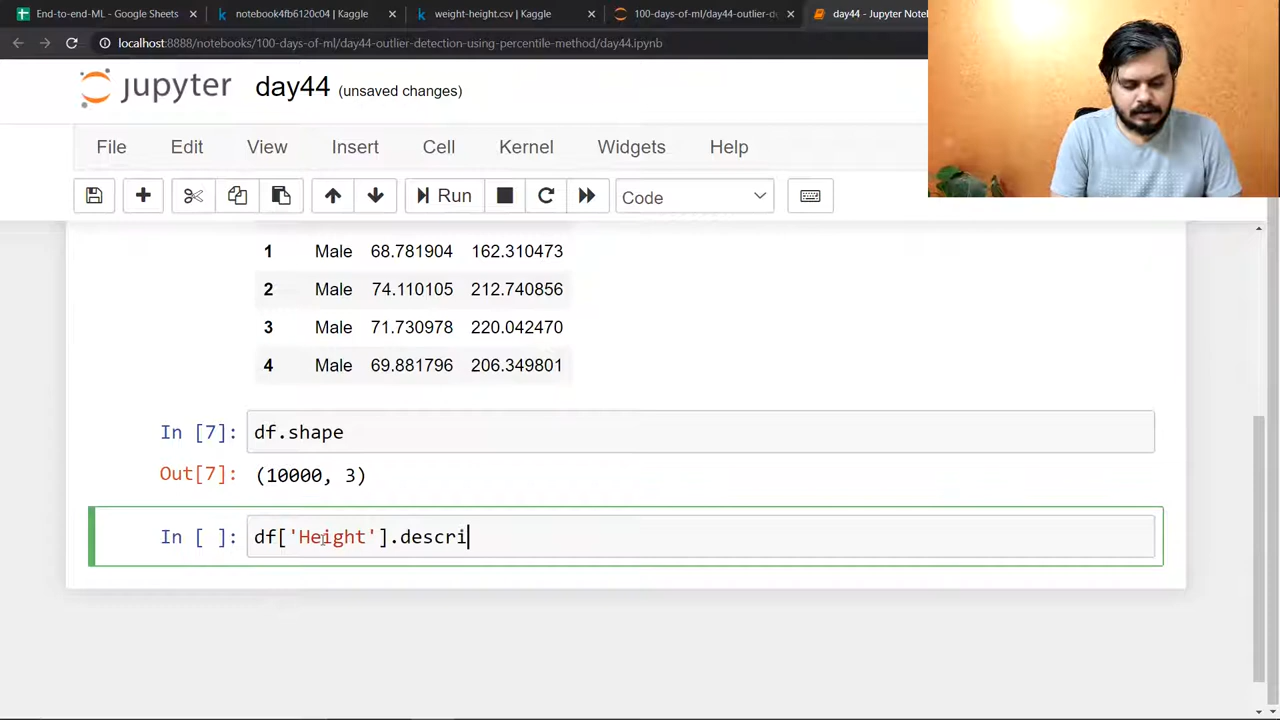 End-to-end-ML - Google Sheets
notebook4fb6120c04 | Kaggle
weight-height.csv | Kaggle
100-days-of-ml/day44-outlier-d
day44 - Jupyter Note
localhost:8888/notebooks/100-days-of-ml/day44-outlier-detection-using-percentile-method/day44.ipynb
jupyter day44 (unsaved changes)
File Edit View Insert Cell Kernel Widgets Help
Run Code
1 Male 68.781904 162.310473
2 Male 74.110105 212.740856
3 Male 71.730978 220.042470
4 Male 69.881796 206.349801
In [7]: df.shape
Out[7]: (10000, 3)
In [ ]: df['Height'].descri